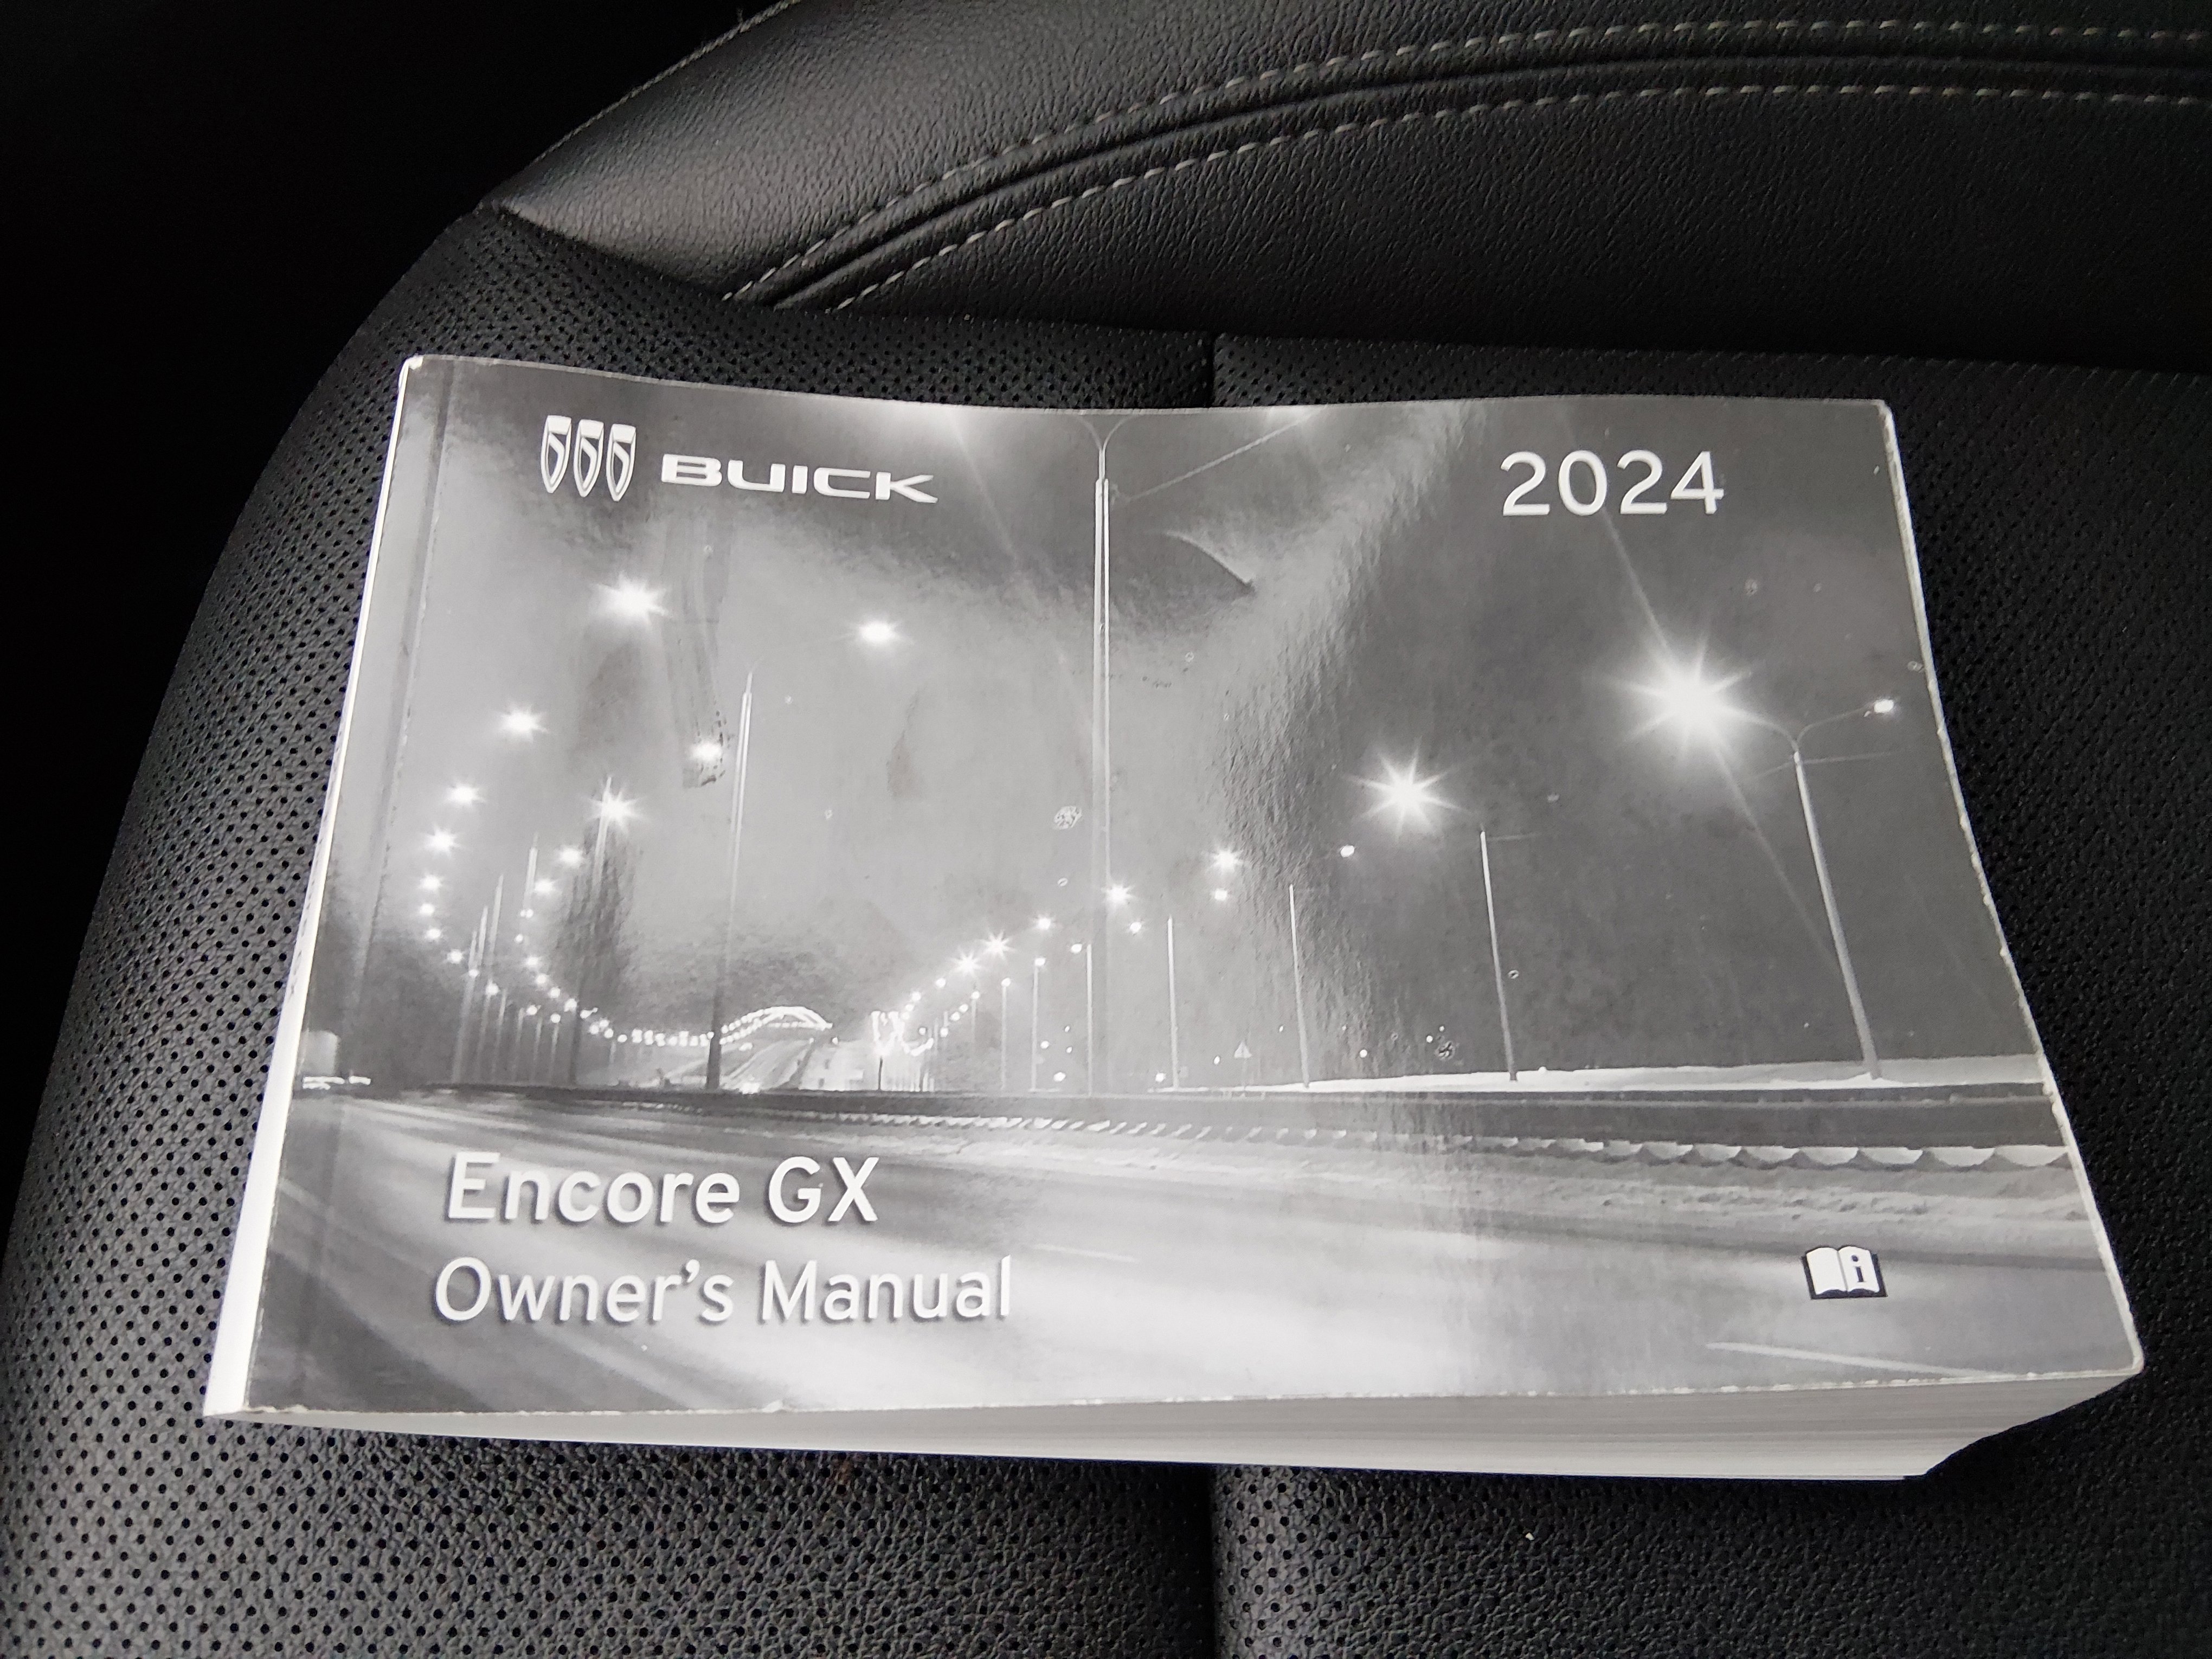 BUICK
2024
Encore GX
Owner's Manual